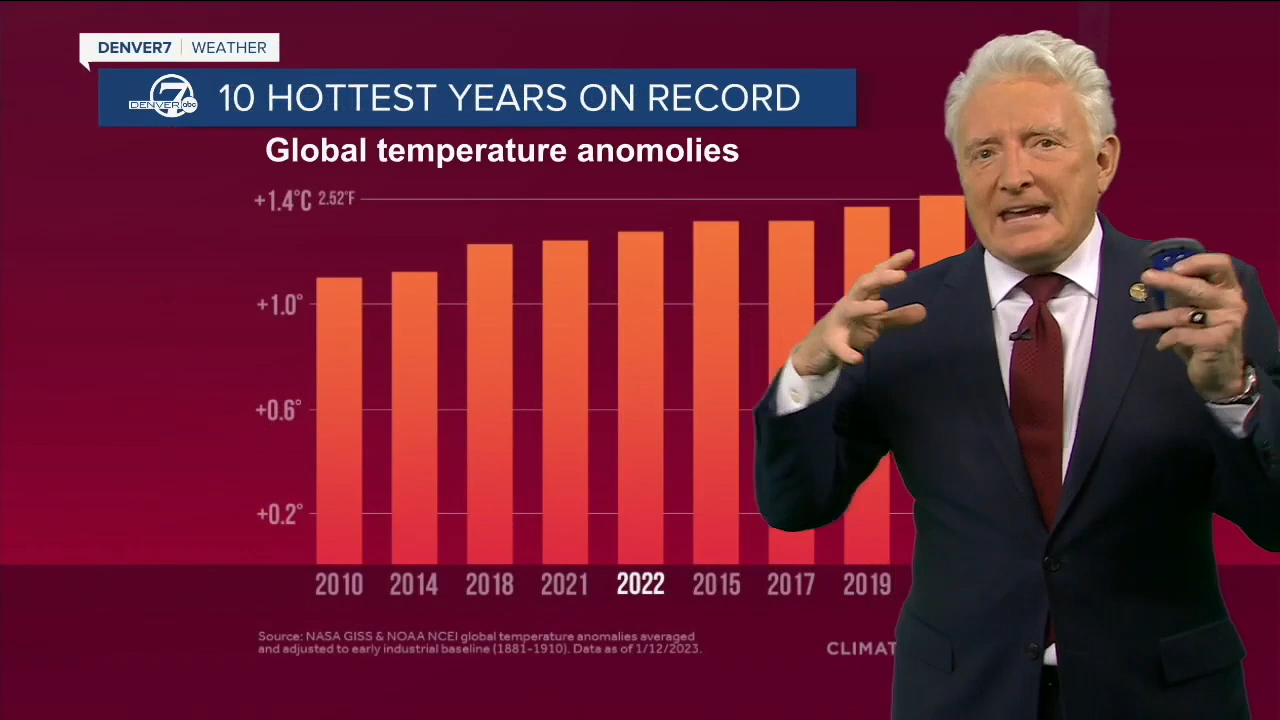 DENVER7 | WEATHER
7 DENVER abc
10 HOTTEST YEARS ON RECORD
Global temperature anomolies
+1.4°C 2.52°F
+1.0°
+0.6°
+0.2°
2010 2014 2018 2021 2022 2015 2017 2019
Source: NASA GISS & NOAA NCEI global temperature anomalies averaged
and adjusted to early industrial baseline (1881-1910). Data as of 1/12/2023.
CLIMAT